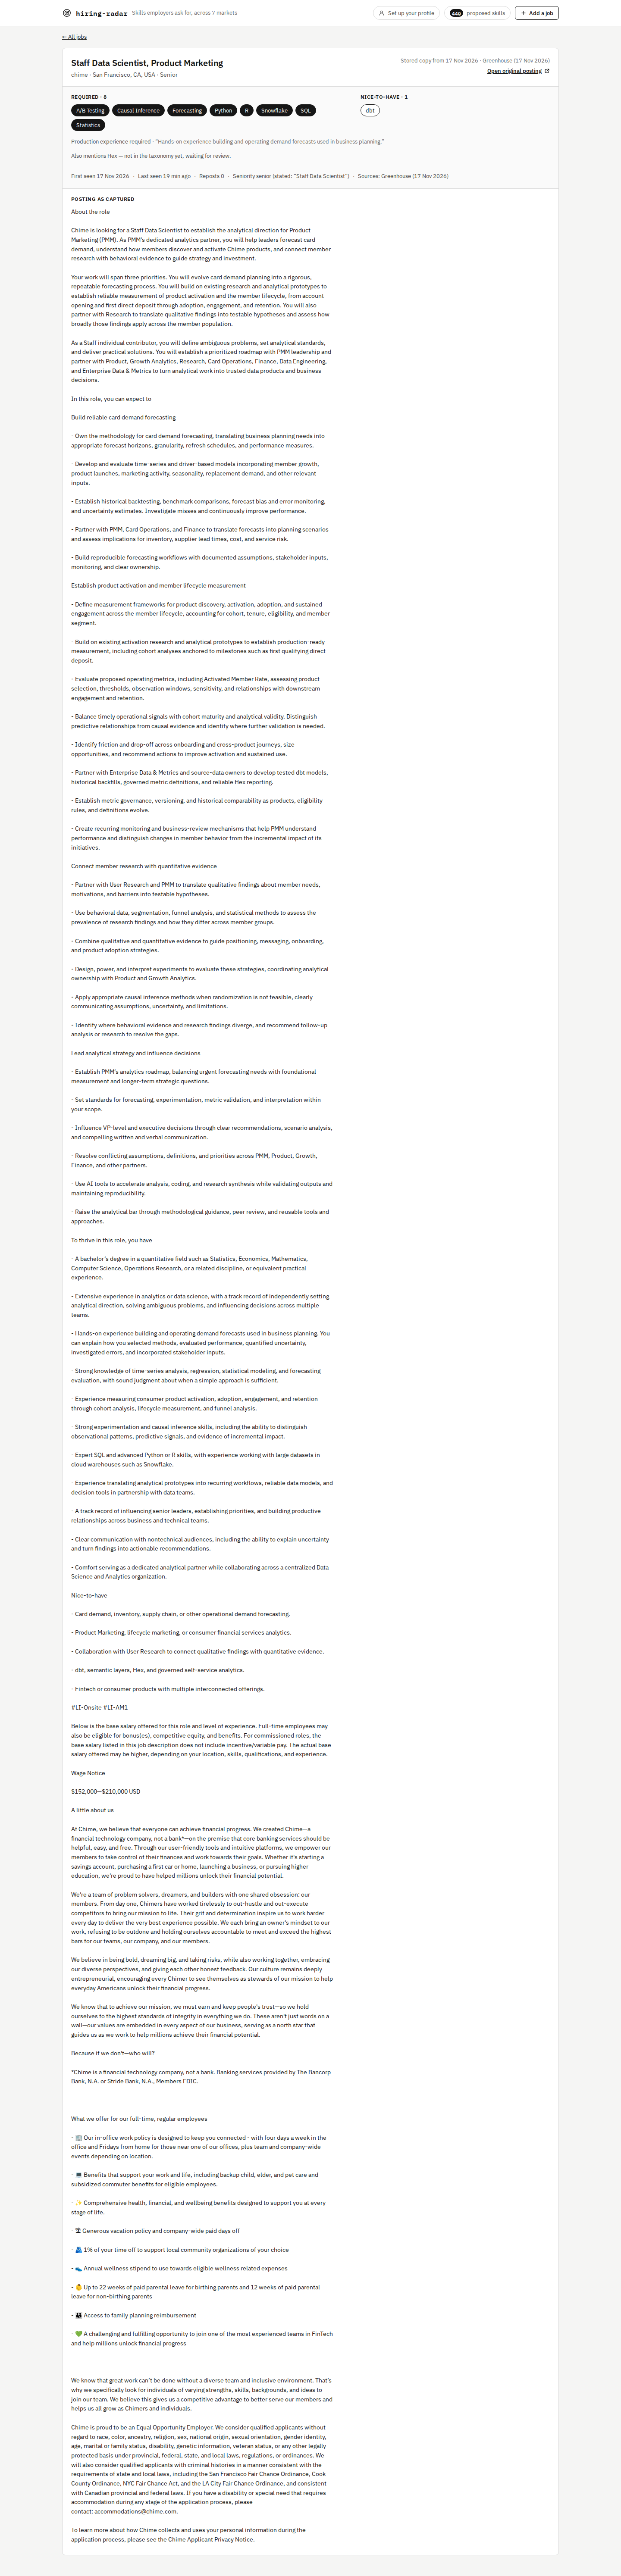 hiring-radar Skills employers ask for, across 7 markets Set up your profile 440 proposed skills + Add a job
← All jobs
Staff Data Scientist, Product Marketing
chime · San Francisco, CA, USA · Senior
Stored copy from 17 Nov 2026 · Greenhouse (17 Nov 2026)
Open original posting
REQUIRED · 8
A/B Testing Causal Inference Forecasting Python R Snowflake SQL
Statistics
NICE-TO-HAVE · 1
dbt
Production experience required · "Hands-on experience building and operating demand forecasts used in business planning."
Also mentions Hex — not in the taxonomy yet, waiting for review.
First seen 17 Nov 2026 · Last seen 19 min ago · Reposts 0 · Seniority senior (stated: "Staff Data Scientist") · Sources: Greenhouse (17 Nov 2026)
POSTING AS CAPTURED
About the role
Chime is looking for a Staff Data Scientist to establish the analytical direction for Product
Marketing (PMM). As PMM's dedicated analytics partner, you will help leaders forecast card
demand, understand how members discover and activate Chime products, and connect member
research with behavioral evidence to guide strategy and investment.
Your work will span three priorities. You will evolve card demand planning into a rigorous,
repeatable forecasting process. You will build on existing research and analytical prototypes to
establish reliable measurement of product activation and the member lifecycle, from account
opening and first direct deposit through adoption, engagement, and retention. You will also
partner with Research to translate qualitative findings into testable hypotheses and assess how
broadly those findings apply across the member population.
As a Staff individual contributor, you will define ambiguous problems, set analytical standards,
and deliver practical solutions. You will establish a prioritized roadmap with PMM leadership and
partner with Product, Growth Analytics, Research, Card Operations, Finance, Data Engineering,
and Enterprise Data & Metrics to turn analytical work into trusted data products and business
decisions.
In this role, you can expect to
Build reliable card demand forecasting
- Own the methodology for card demand forecasting, translating business planning needs into
appropriate forecast horizons, granularity, refresh schedules, and performance measures.
- Develop and evaluate time-series and driver-based models incorporating member growth,
product launches, marketing activity, seasonality, replacement demand, and other relevant
inputs.
- Establish historical backtesting, benchmark comparisons, forecast bias and error monitoring,
and uncertainty estimates. Investigate misses and continuously improve performance.
- Partner with PMM, Card Operations, and Finance to translate forecasts into planning scenarios
and assess implications for inventory, supplier lead times, cost, and service risk.
- Build reproducible forecasting workflows with documented assumptions, stakeholder inputs,
monitoring, and clear ownership.
Establish product activation and member lifecycle measurement
- Define measurement frameworks for product discovery, activation, adoption, and sustained
engagement across the member lifecycle, accounting for cohort, tenure, eligibility, and member
segment.
- Build on existing activation research and analytical prototypes to establish production-ready
measurement, including cohort analyses anchored to milestones such as first qualifying direct
deposit.
- Evaluate proposed operating metrics, including Activated Member Rate, assessing product
selection, thresholds, observation windows, sensitivity, and relationships with downstream
engagement and retention.
- Balance timely operational signals with cohort maturity and analytical validity. Distinguish
predictive relationships from causal evidence and identify where further validation is needed.
- Identify friction and drop-off across onboarding and cross-product journeys, size
opportunities, and recommend actions to improve activation and sustained use.
- Partner with Enterprise Data & Metrics and source-data owners to develop tested dbt models,
historical backfills, governed metric definitions, and reliable Hex reporting.
- Establish metric governance, versioning, and historical comparability as products, eligibility
rules, and definitions evolve.
- Create recurring monitoring and business-review mechanisms that help PMM understand
performance and distinguish changes in member behavior from the incremental impact of its
initiatives.
Connect member research with quantitative evidence
- Partner with User Research and PMM to translate qualitative findings about member needs,
motivations, and barriers into testable hypotheses.
- Use behavioral data, segmentation, funnel analysis, and statistical methods to assess the
prevalence of research findings and how they differ across member groups.
- Combine qualitative and quantitative evidence to guide positioning, messaging, onboarding,
and product adoption strategies.
- Design, power, and interpret experiments to evaluate these strategies, coordinating analytical
ownership with Product and Growth Analytics.
- Apply appropriate causal inference methods when randomization is not feasible, clearly
communicating assumptions, uncertainty, and limitations.
- Identify where behavioral evidence and research findings diverge, and recommend follow-up
analysis or research to resolve the gaps.
Lead analytical strategy and influence decisions
- Establish PMM's analytics roadmap, balancing urgent forecasting needs with foundational
measurement and longer-term strategic questions.
- Set standards for forecasting, experimentation, metric validation, and interpretation within
your scope.
- Influence VP-level and executive decisions through clear recommendations, scenario analysis,
and compelling written and verbal communication.
- Resolve conflicting assumptions, definitions, and priorities across PMM, Product, Growth,
Finance, and other partners.
- Use AI tools to accelerate analysis, coding, and research synthesis while validating outputs and
maintaining reproducibility.
- Raise the analytical bar through methodological guidance, peer review, and reusable tools and
approaches.
To thrive in this role, you have
- A bachelor's degree in a quantitative field such as Statistics, Economics, Mathematics,
Computer Science, Operations Research, or a related discipline, or equivalent practical
experience.
- Extensive experience in analytics or data science, with a track record of independently setting
analytical direction, solving ambiguous problems, and influencing decisions across multiple
teams.
- Hands-on experience building and operating demand forecasts used in business planning. You
can explain how you selected methods, evaluated performance, quantified uncertainty,
investigated errors, and incorporated stakeholder inputs.
- Strong knowledge of time-series analysis, regression, statistical modeling, and forecasting
evaluation, with sound judgment about when a simple approach is sufficient.
- Experience measuring consumer product activation, adoption, engagement, and retention
through cohort analysis, lifecycle measurement, and funnel analysis.
- Strong experimentation and causal inference skills, including the ability to distinguish
observational patterns, predictive signals, and evidence of incremental impact.
- Expert SQL and advanced Python or R skills, with experience working with large datasets in
cloud warehouses such as Snowflake.
- Experience translating analytical prototypes into recurring workflows, reliable data models, and
decision tools in partnership with data teams.
- A track record of influencing senior leaders, establishing priorities, and building productive
relationships across business and technical teams.
- Clear communication with nontechnical audiences, including the ability to explain uncertainty
and turn findings into actionable recommendations.
- Comfort serving as a dedicated analytical partner while collaborating across a centralized Data
Science and Analytics organization.
Nice-to-have
- Card demand, inventory, supply chain, or other operational demand forecasting.
- Product Marketing, lifecycle marketing, or consumer financial services analytics.
- Collaboration with User Research to connect qualitative findings with quantitative evidence.
- dbt, semantic layers, Hex, and governed self-service analytics.
- Fintech or consumer products with multiple interconnected offerings.
#LI-Onsite #LI-AM1
Below is the base salary offered for this role and level of experience. Full-time employees may
also be eligible for bonus(es), competitive equity, and benefits. For commissioned roles, the
base salary listed in this job description does not include incentive/variable pay. The actual base
salary offered may be higher, depending on your location, skills, qualifications, and experience.
Wage Notice
$152,000—$210,000 USD
A little about us
At Chime, we believe that everyone can achieve financial progress. We created Chime—a
financial technology company, not a bank*—on the premise that core banking services should be
helpful, easy, and free. Through our user-friendly tools and intuitive platforms, we empower our
members to take control of their finances and work towards their goals. Whether it's starting a
savings account, purchasing a first car or home, launching a business, or pursuing higher
education, we're proud to have helped millions unlock their financial potential.
We're a team of problem solvers, dreamers, and builders with one shared obsession: our
members. From day one, Chimers have worked tirelessly to out-hustle and out-execute
competitors to bring our mission to life. Their grit and determination inspire us to work harder
every day to deliver the very best experience possible. We each bring an owner's mindset to our
work, refusing to be outdone and holding ourselves accountable to meet and exceed the highest
bars for our teams, our company, and our members.
We believe in being bold, dreaming big, and taking risks, while also working together, embracing
our diverse perspectives, and giving each other honest feedback. Our culture remains deeply
entrepreneurial, encouraging every Chimer to see themselves as stewards of our mission to help
everyday Americans unlock their financial progress.
We know that to achieve our mission, we must earn and keep people's trust—so we hold
ourselves to the highest standards of integrity in everything we do. These aren't just words on a
wall—our values are embedded in every aspect of our business, serving as a north star that
guides us as we work to help millions achieve their financial potential.
Because if we don't—who will?
*Chime is a financial technology company, not a bank. Banking services provided by The Bancorp
Bank, N.A. or Stride Bank, N.A., Members FDIC.
What we offer for our full-time, regular employees
- 🏢 Our in-office work policy is designed to keep you connected - with four days a week in the
office and Fridays from home for those near one of our offices, plus team and company-wide
events depending on location.
- 💻 Benefits that support your work and life, including backup child, elder, and pet care and
subsidized commuter benefits for eligible employees.
- ✨ Comprehensive health, financial, and wellbeing benefits designed to support you at every
stage of life.
- 🏝 Generous vacation policy and company-wide paid days off
- 🫂 1% of your time off to support local community organizations of your choice
- 👟 Annual wellness stipend to use towards eligible wellness related expenses
- 👶 Up to 22 weeks of paid parental leave for birthing parents and 12 weeks of paid parental
leave for non-birthing parents
- 👪 Access to family planning reimbursement
- 💚 A challenging and fulfilling opportunity to join one of the most experienced teams in FinTech
and help millions unlock financial progress
We know that great work can't be done without a diverse team and inclusive environment. That's
why we specifically look for individuals of varying strengths, skills, backgrounds, and ideas to
join our team. We believe this gives us a competitive advantage to better serve our members and
helps us all grow as Chimers and individuals.
Chime is proud to be an Equal Opportunity Employer. We consider qualified applicants without
regard to race, color, ancestry, religion, sex, national origin, sexual orientation, gender identity,
age, marital or family status, disability, genetic information, veteran status, or any other legally
protected basis under provincial, federal, state, and local laws, regulations, or ordinances. We
will also consider qualified applicants with criminal histories in a manner consistent with the
requirements of state and local laws, including the San Francisco Fair Chance Ordinance, Cook
County Ordinance, NYC Fair Chance Act, and the LA City Fair Chance Ordinance, and consistent
with Canadian provincial and federal laws. If you have a disability or special need that requires
accommodation during any stage of the application process, please
contact: accommodations@chime.com.
To learn more about how Chime collects and uses your personal information during the
application process, please see the Chime Applicant Privacy Notice.